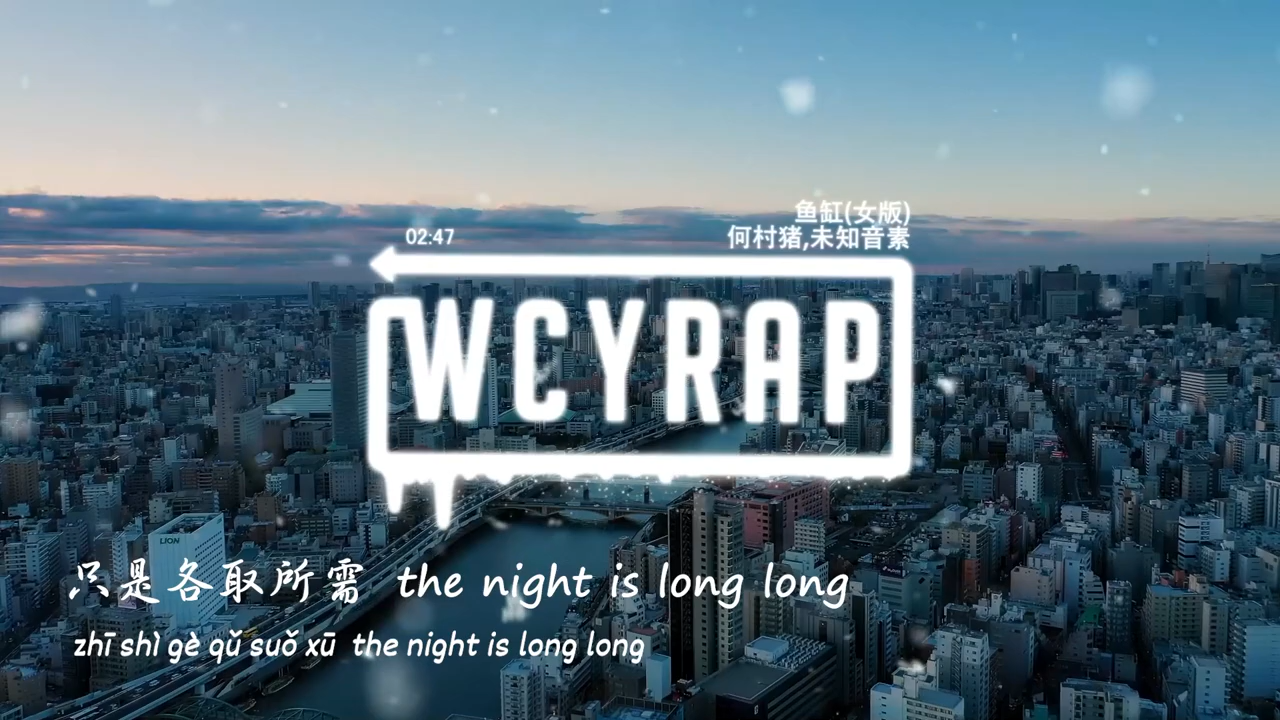 鱼缸(女版)
02:47
何村猪,未知音素
WCYRAP
LION
只是各取所需 the night is long long
zhī shì gè qǔ suǒ xū the night is long long